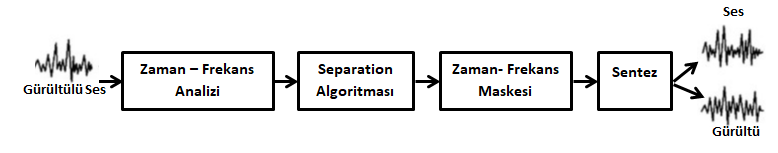 Gürültülü Ses
Zaman – Frekans
Analizi
Separation
Algoritması
Zaman- Frekans
Maskesi
Sentez
Ses
Gürültü